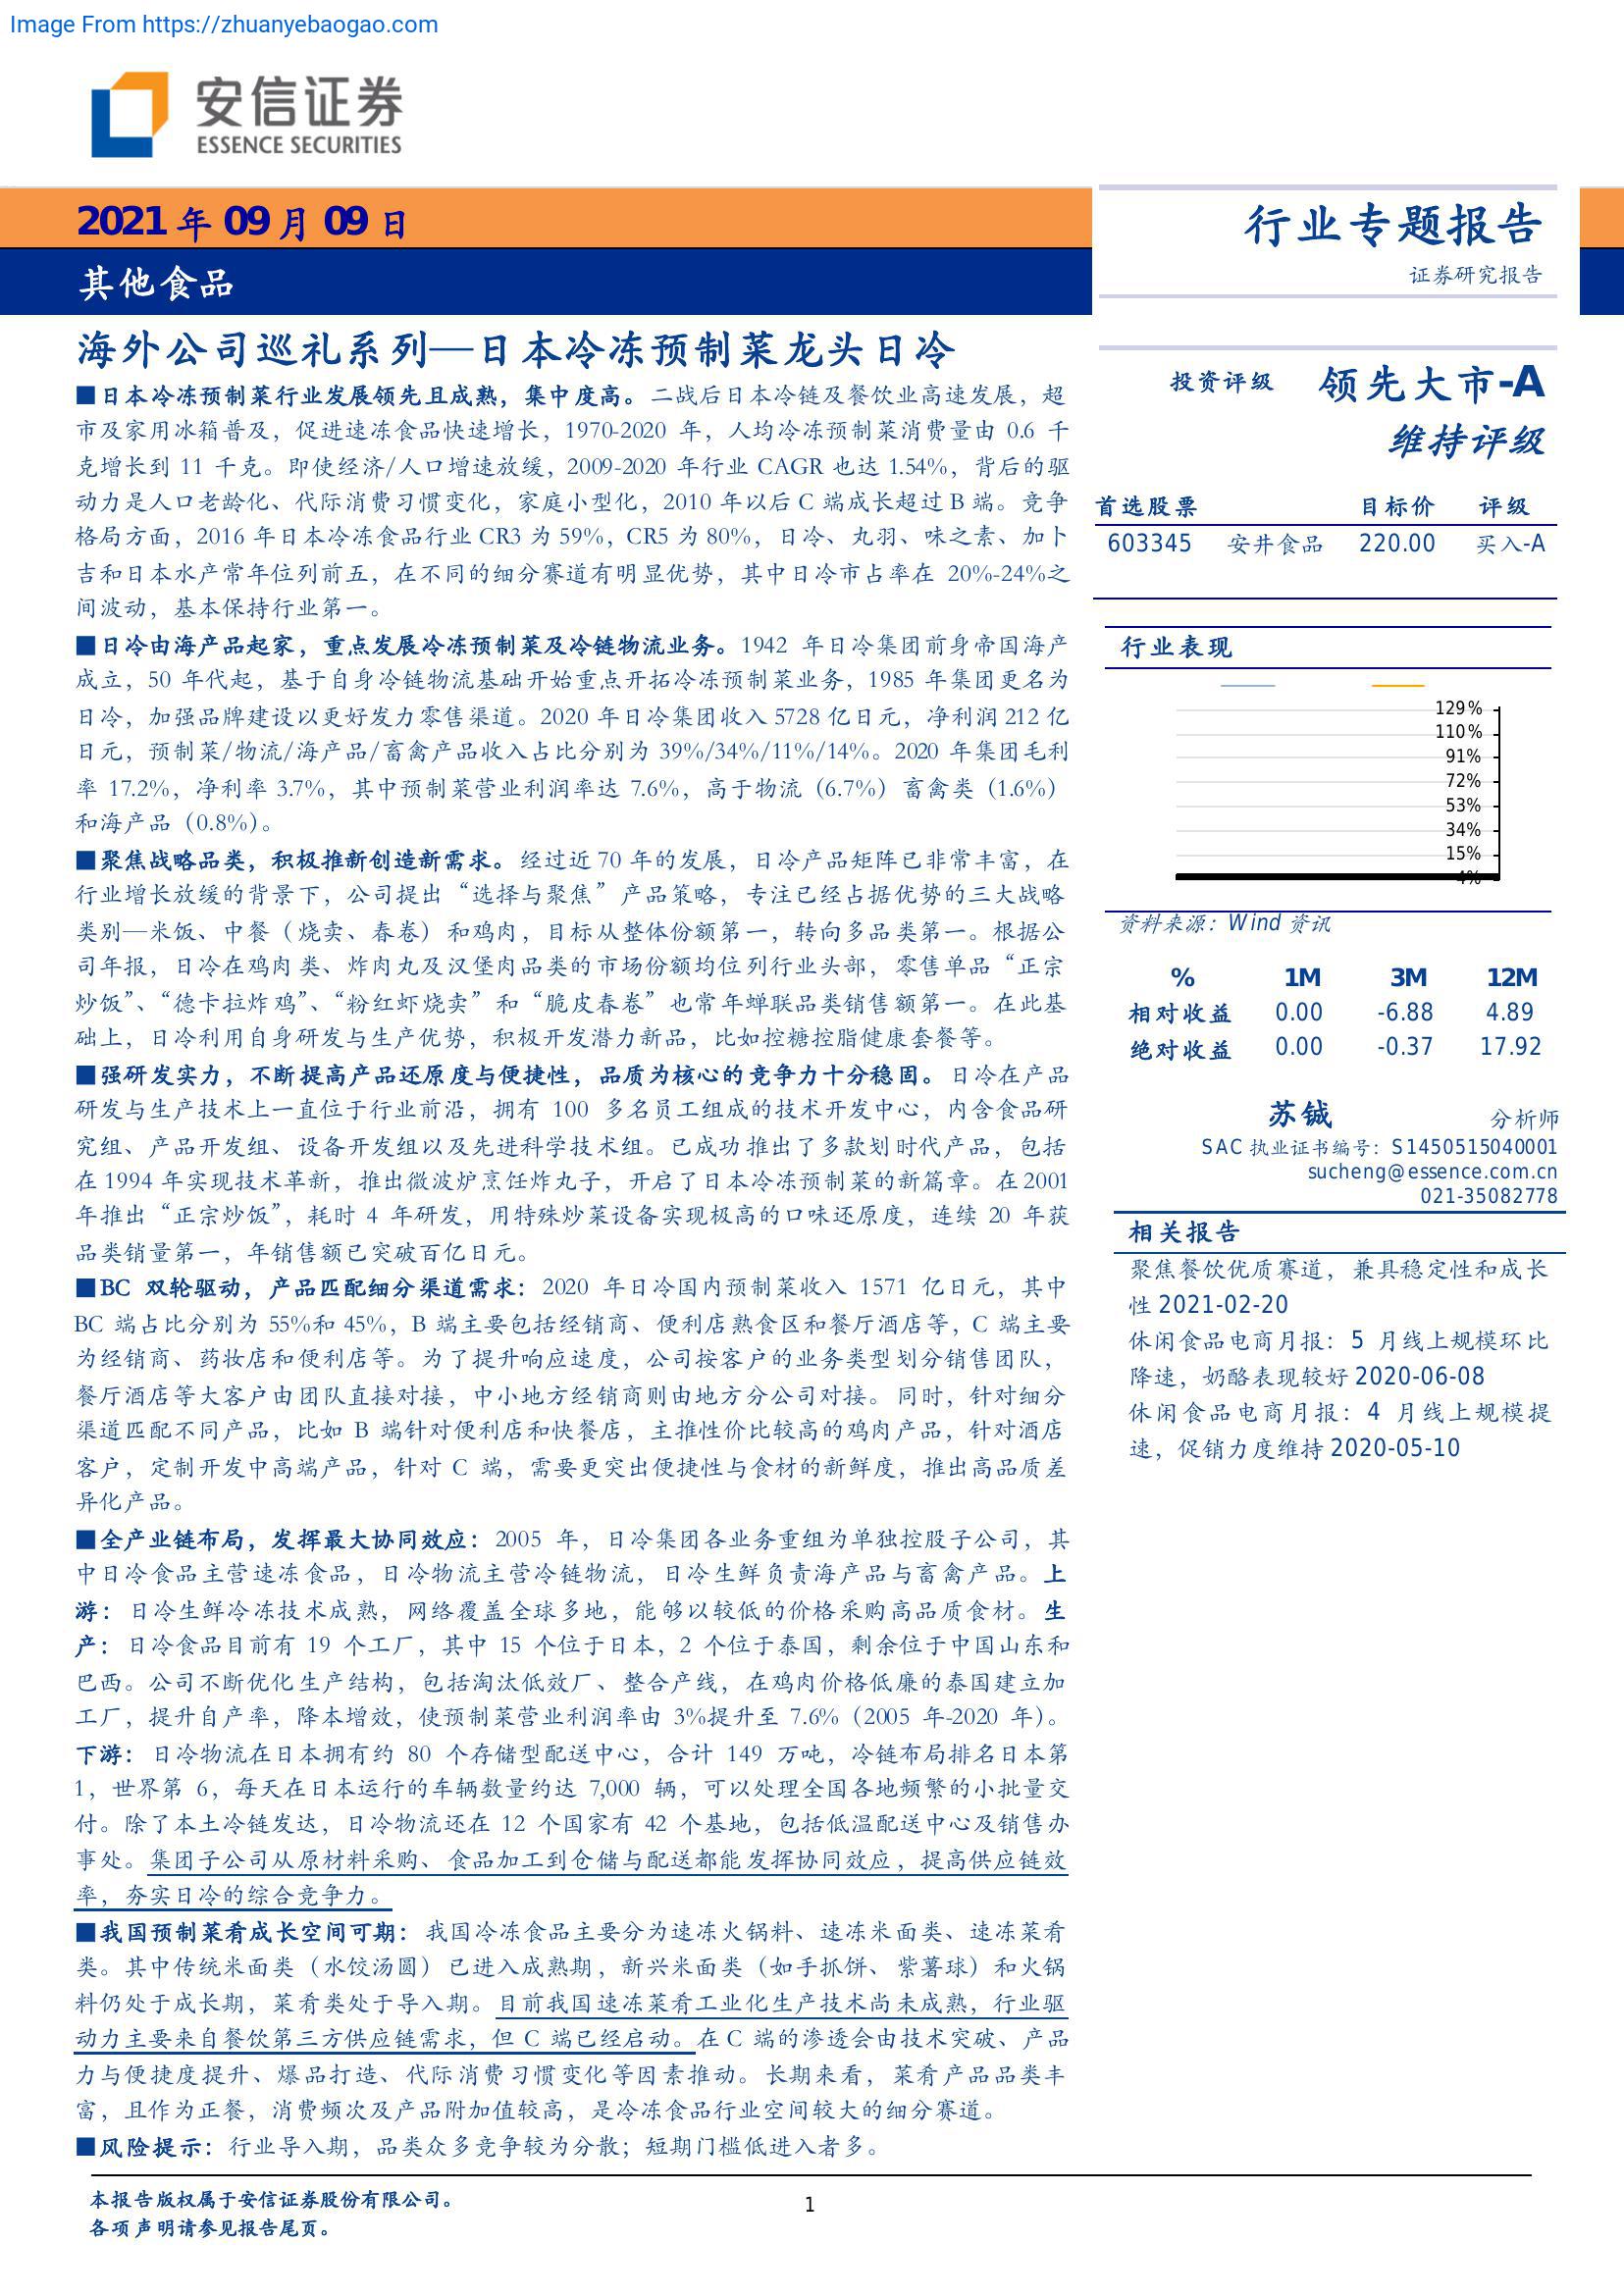 Image From https://zhuanyebaogao.com
安信证券
ESSENCE SECURITIES
2021 年 09 月 09 日
其他食品
行业专题报告
证券研究报告
海外公司巡礼系列—日本冷冻预制菜龙头日冷
■日本冷冻预制菜行业发展领先且成熟，集中度高。二战后日本冷链及餐饮业高速发展，超
市及家用冰箱普及，促进速冻食品快速增长，1970-2020 年，人均冷冻预制菜消费量由 0.6 千
克增长到 11 千克。即使经济/人口增速放缓，2009-2020 年行业 CAGR 也达 1.54%，背后的驱
动力是人口老龄化、代际消费习惯变化，家庭小型化，2010 年以后 C 端成长超过 B 端。竞争
格局方面，2016 年日本冷冻食品行业 CR3 为 59%，CR5 为 80%，日冷、丸羽、味之素、加卜
吉和日本水产常年位列前五，在不同的细分赛道有明显优势，其中日冷市占率在 20%-24%之
间波动，基本保持行业第一。
■日冷由海产品起家，重点发展冷冻预制菜及冷链物流业务。1942 年日冷集团前身帝国海产
成立，50 年代起，基于自身冷链物流基础开始重点开拓冷冻预制菜业务，1985 年集团更名为
日冷，加强品牌建设以更好发力零售渠道。2020 年日冷集团收入 5728 亿日元，净利润 212 亿
日元，预制菜/物流/海产品/畜禽产品收入占比分别为 39%/34%/11%/14%。2020 年集团毛利
率 17.2%，净利率 3.7%，其中预制菜营业利润率达 7.6%，高于物流（6.7%）畜禽类（1.6%）
和海产品（0.8%）。
■聚焦战略品类，积极推新创造新需求。经过近 70 年的发展，日冷产品矩阵已非常丰富，在
行业增长放缓的背景下，公司提出“选择与聚焦”产品策略，专注已经占据优势的三大战略
类别—米饭、中餐（烧卖、春卷）和鸡肉，目标从整体份额第一，转向多品类第一。根据公
司年报，日冷在鸡肉类、炸肉丸及汉堡肉品类的市场份额均位列行业头部，零售单品“正宗
炒饭”、“德卡拉炸鸡”、“粉红虾烧卖”和“脆皮春卷”也常年蝉联品类销售额第一。在此基
础上，日冷利用自身研发与生产优势，积极开发潜力新品，比如控糖控脂健康套餐等。
■强研发实力，不断提高产品还原度与便捷性，品质为核心的竞争力十分稳固。日冷在产品
研发与生产技术上一直位于行业前沿，拥有 100 多名员工组成的技术开发中心，内含食品研
究组、产品开发组、设备开发组以及先进科学技术组。已成功推出了多款划时代产品，包括
在 1994 年实现技术革新，推出微波炉烹饪炸丸子，开启了日本冷冻预制菜的新篇章。在2001
年推出“正宗炒饭”，耗时 4 年研发，用特殊炒菜设备实现极高的口味还原度，连续 20 年获
品类销量第一，年销售额已突破百亿日元。
■BC 双轮驱动，产品匹配细分渠道需求：2020 年日冷国内预制菜收入 1571 亿日元，其中
BC 端占比分别为 55%和 45%，B 端主要包括经销商、便利店熟食区和餐厅酒店等，C 端主要
为经销商、药妆店和便利店等。为了提升响应速度，公司按客户的业务类型划分销售团队，
餐厅酒店等大客户由团队直接对接，中小地方经销商则由地方分公司对接。同时，针对细分
渠道匹配不同产品，比如 B 端针对便利店和快餐店，主推性价比较高的鸡肉产品，针对酒店
客户，定制开发中高端产品，针对 C 端，需要更突出便捷性与食材的新鲜度，推出高品质差
异化产品。
■全产业链布局，发挥最大协同效应：2005 年，日冷集团各业务重组为单独控股子公司，其
中日冷食品主营速冻食品，日冷物流主营冷链物流，日冷生鲜负责海产品与畜禽产品。上
游：日冷生鲜冷冻技术成熟，网络覆盖全球多地，能够以较低的价格采购高品质食材。生
产：日冷食品目前有 19 个工厂，其中 15 个位于日本，2 个位于泰国，剩余位于中国山东和
巴西。公司不断优化生产结构，包括淘汰低效厂、整合产线，在鸡肉价格低廉的泰国建立加
工厂，提升自产率，降本增效，使预制菜营业利润率由 3%提升至 7.6%（2005 年-2020 年）。
下游：日冷物流在日本拥有约 80 个存储型配送中心，合计 149 万吨，冷链布局排名日本第
1，世界第 6，每天在日本运行的车辆数量约达 7,000 辆，可以处理全国各地频繁的小批量交
付。除了本土冷链发达，日冷物流还在 12 个国家有 42 个基地，包括低温配送中心及销售办
事处。集团子公司从原材料采购、食品加工到仓储与配送都能发挥协同效应，提高供应链效
率，夯实日冷的综合竞争力。
■我国预制菜肴成长空间可期：我国冷冻食品主要分为速冻火锅料、速冻米面类、速冻菜肴
类。其中传统米面类（水饺汤圆）已进入成熟期，新兴米面类（如手抓饼、紫薯球）和火锅
料仍处于成长期，菜肴类处于导入期。目前我国速冻菜肴工业化生产技术尚未成熟，行业驱
动力主要来自餐饮第三方供应链需求，但 C 端已经启动。在 C 端的渗透会由技术突破、产品
力与便捷度提升、爆品打造、代际消费习惯变化等因素推动。长期来看，菜肴产品品类丰
富，且作为正餐，消费频次及产品附加值较高，是冷冻食品行业空间较大的细分赛道。
■风险提示：行业导入期，品类众多竞争较为分散；短期门槛低进入者多。
投资评级 领先大市-A
维持评级
首选股票 目标价 评级
603345 安井食品 220.00 买入-A
行业表现
129%
110%
91%
72%
53%
34%
15%
-4%
资料来源：Wind 资讯
% 1M 3M 12M
相对收益 0.00 -6.88 4.89
绝对收益 0.00 -0.37 17.92
苏铖 分析师
SAC 执业证书编号：S1450515040001
sucheng@essence.com.cn
021-35082778
相关报告
聚焦餐饮优质赛道，兼具稳定性和成长
性 2021-02-20
休闲食品电商月报：5 月线上规模环比
降速，奶酪表现较好 2020-06-08
休闲食品电商月报：4 月线上规模提
速，促销力度维持 2020-05-10
本报告版权属于安信证券股份有限公司。
各项声明请参见报告尾页。
1